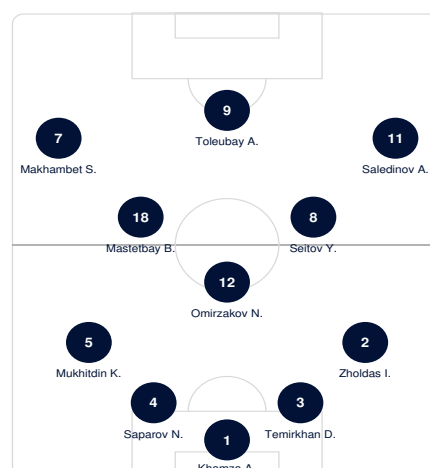 9
Toleubay A.
7
Makhambet S.
11
Saledinov A.
18
Mastetbay B.
8
Seitov Y.
12
Omirzakov N.
5
Mukhitdin K.
2
Zholdas I.
4
Saparov N.
3
Temirkhan D.
1
Khamza A.